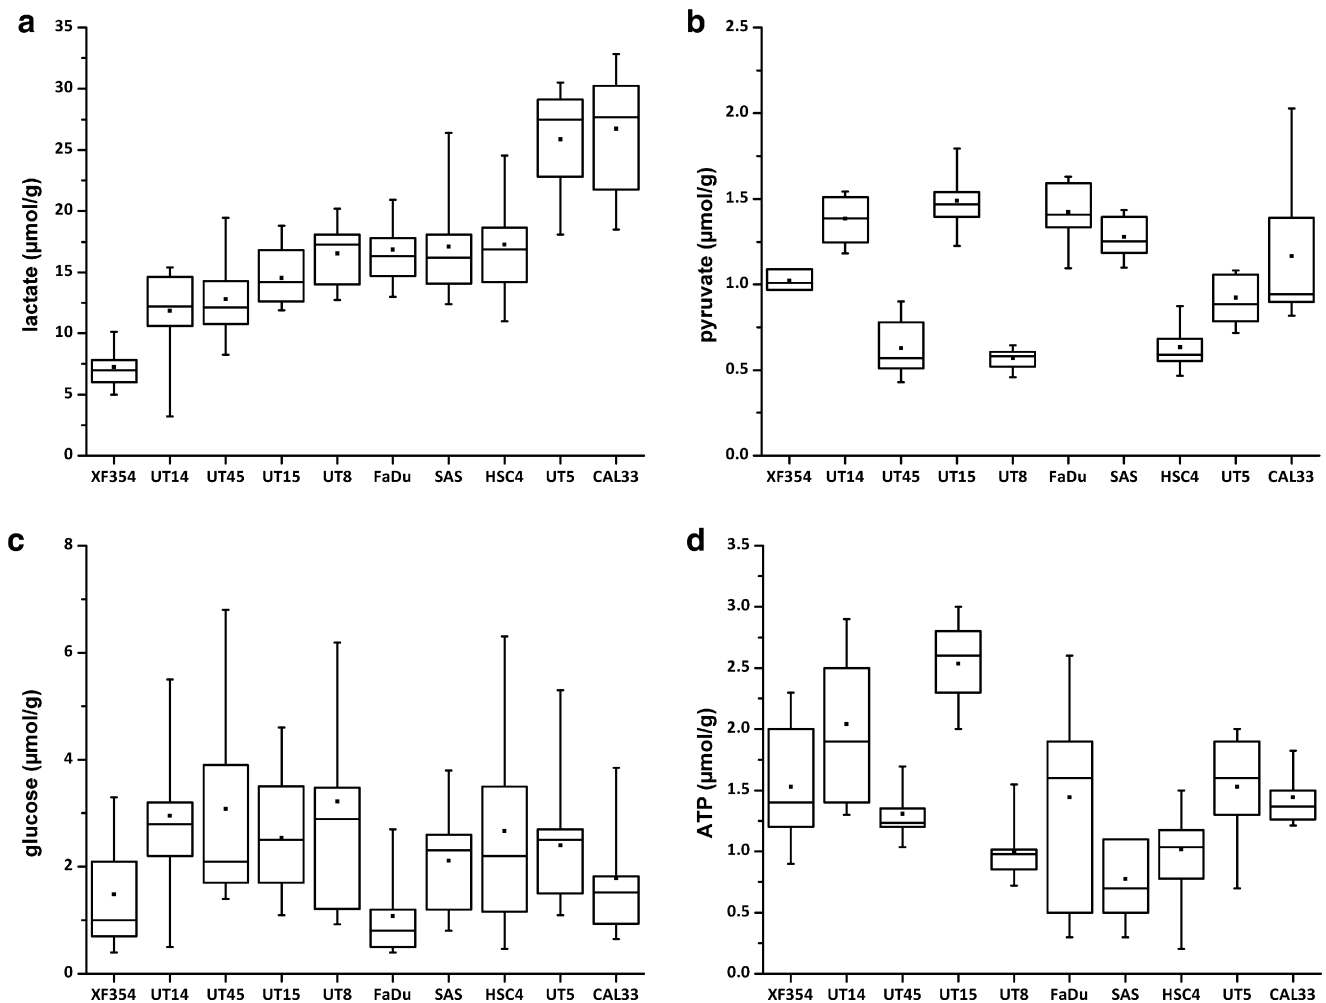 a
lactate (µmol/g)
35
30
25
20
15
10
5
0
XF354 UT14 UT45 UT15 UT8 FaDu SAS HSC4 UT5 CAL33
b
pyruvate (µmol/g)
2.5
2.0
1.5
1.0
0.5
0.0
XF354 UT14 UT45 UT15 UT8 FaDu SAS HSC4 UT5 CAL33
c
glucose (µmol/g)
8
6
4
2
0
XF354 UT14 UT45 UT15 UT8 FaDu SAS HSC4 UT5 CAL33
d
ATP (µmol/g)
3.5
3.0
2.5
2.0
1.5
1.0
0.5
0.0
XF354 UT14 UT45 UT15 UT8 FaDu SAS HSC4 UT5 CAL33